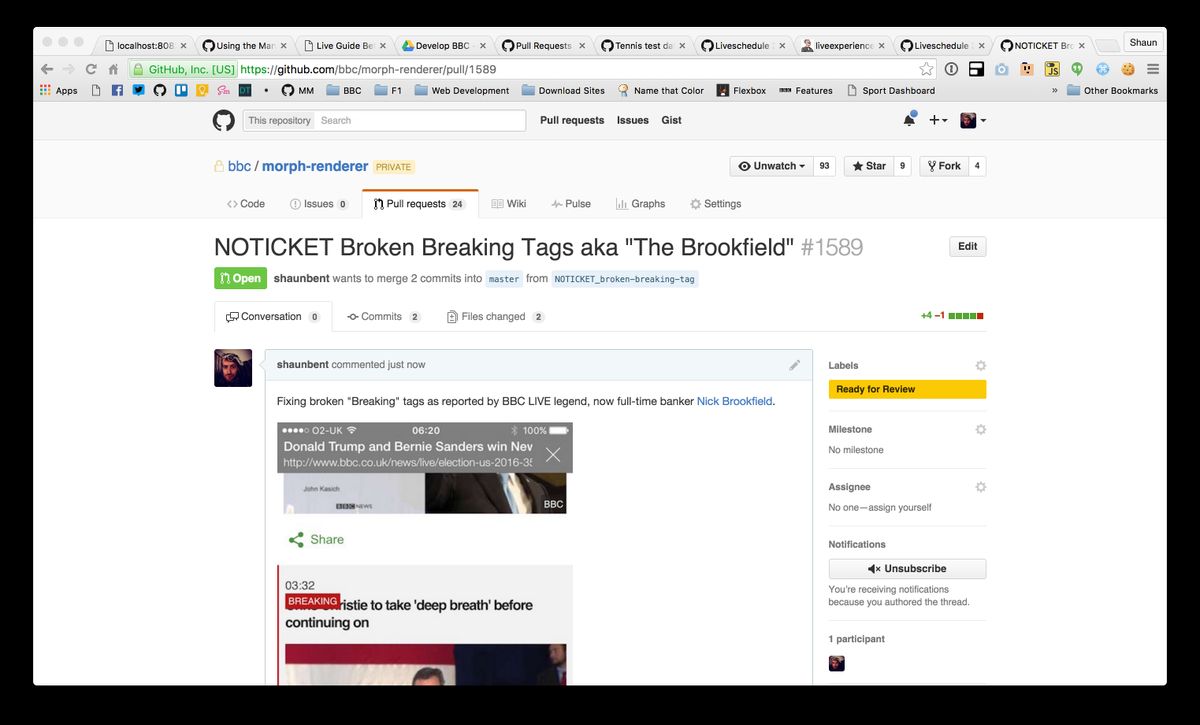 localhost:808
Using the Mar
Live Guide Be
Develop BBC -
Pull Requests
Tennis test da
Liveschedule
liveexperience
Liveschedule
NOTICKET Bro
Shaun
GitHub, Inc. [US] https://github.com/bbc/morph-renderer/pull/1589
Apps MM BBC F1 Web Development Download Sites Name that Color Flexbox Features Sport Dashboard » Other Bookmarks
This repository Search Pull requests Issues Gist
bbc / morph-renderer PRIVATE Unwatch 93 Star 9 Fork 4
Code Issues 0 Pull requests 24 Wiki Pulse Graphs Settings
NOTICKET Broken Breaking Tags aka "The Brookfield" #1589 Edit
Open shaunbent wants to merge 2 commits into master from NOTICKET_broken-breaking-tag
Conversation 0 Commits 2 Files changed 2 +4 −1
shaunbent commented just now
Fixing broken "Breaking" tags as reported by BBC LIVE legend, now full-time banker Nick Brookfield.
O2-UK 06:20 100%
Donald Trump and Bernie Sanders win New
http://www.bbc.co.uk/news/live/election-us-2016-35
John Kasich
BBC NEWS
BBC
Share
03:32
BREAKING
ristie to take 'deep breath' before
continuing on
Labels
Ready for Review
Milestone
No milestone
Assignee
No one—assign yourself
Notifications
Unsubscribe
You're receiving notifications
because you authored the thread.
1 participant